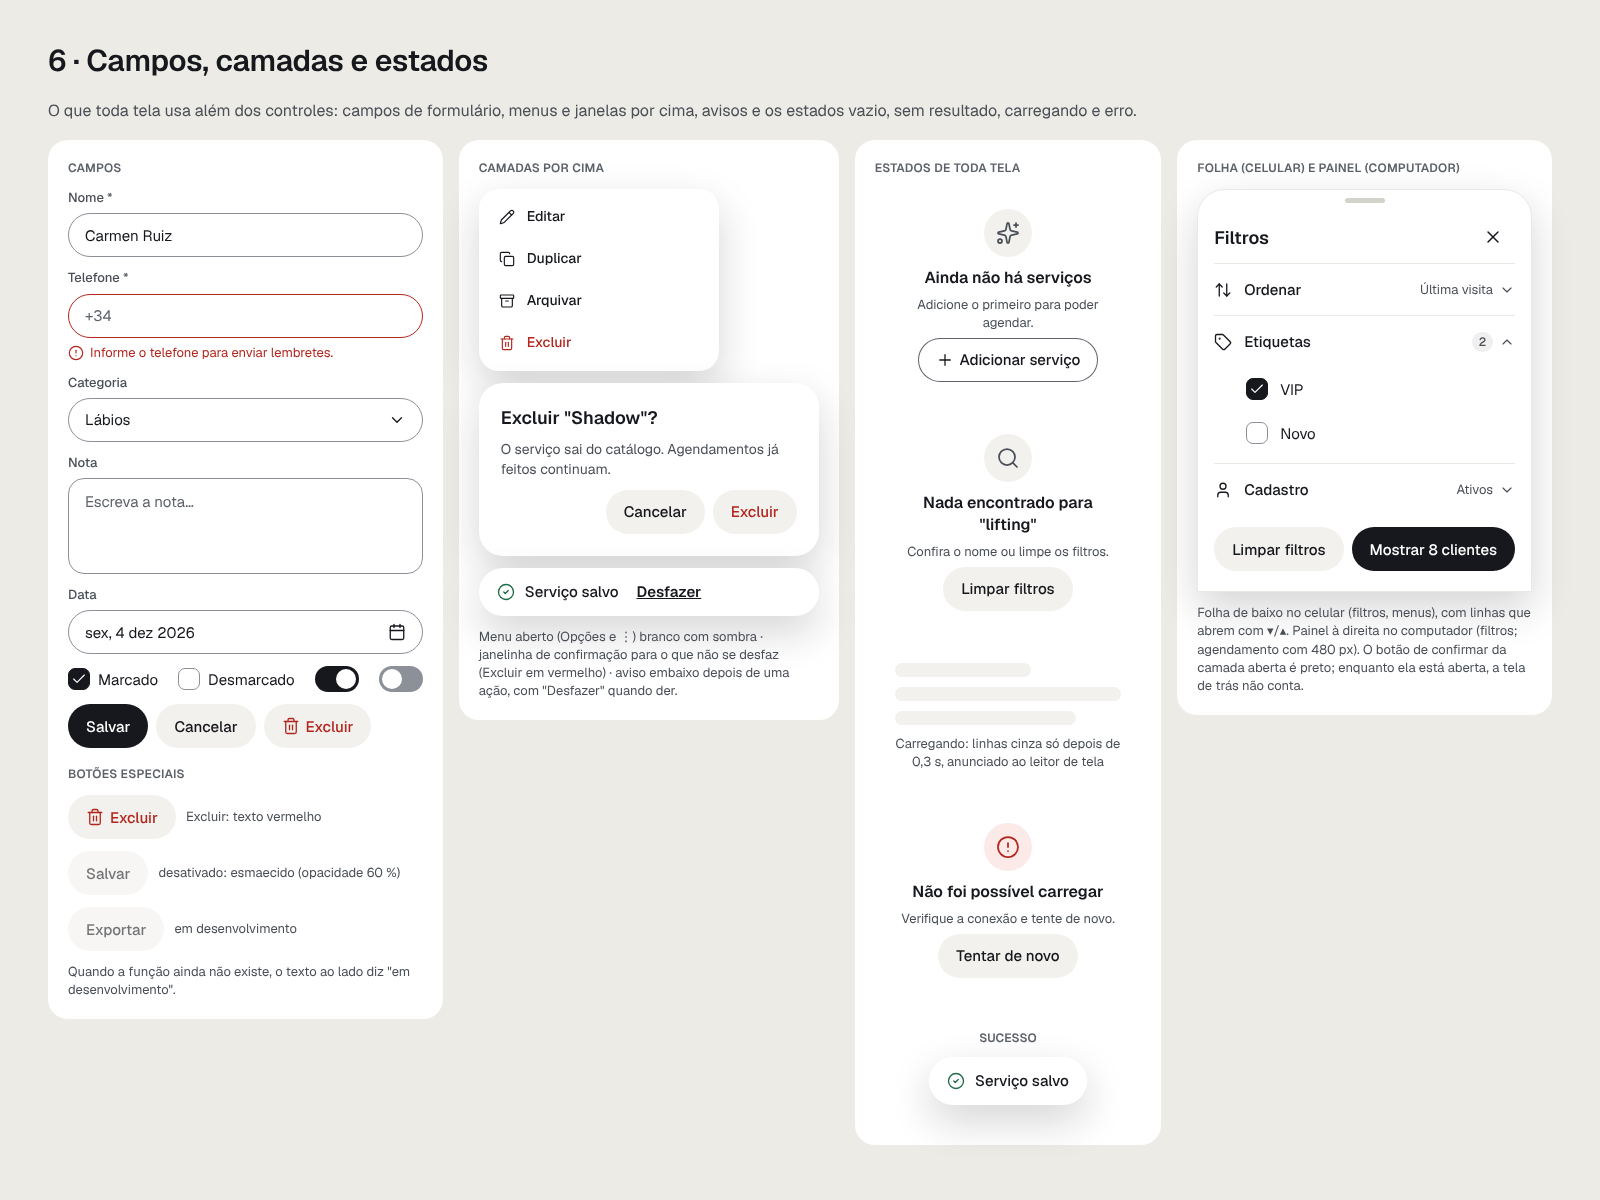 6 · Campos, camadas e estados
O que toda tela usa além dos controles: campos de formulário, menus e janelas por cima, avisos e os estados vazio, sem resultado, carregando e erro.
CAMPOS
Nome *
Carmen Ruiz
Telefone *
+34
Informe o telefone para enviar lembretes.
Categoria
Lábios
Nota
Escreva a nota...
Data
sex, 4 dez 2026
Marcado
Desmarcado
Salvar
Cancelar
Excluir
BOTÕES ESPECIAIS
Excluir
Excluir: texto vermelho
Salvar
desativado: esmaecido (opacidade 60 %)
Exportar
em desenvolvimento
Quando a função ainda não existe, o texto ao lado diz "em
desenvolvimento".
CAMADAS POR CIMA
Editar
Duplicar
Arquivar
Excluir
Excluir "Shadow"?
O serviço sai do catálogo. Agendamentos já
feitos continuam.
Cancelar
Excluir
Serviço salvo
Desfazer
Menu aberto (Opções e ⋮) branco com sombra ·
janelinha de confirmação para o que não se desfaz
(Excluir em vermelho) · aviso embaixo depois de uma
ação, com "Desfazer" quando der.
ESTADOS DE TODA TELA
Ainda não há serviços
Adicione o primeiro para poder
agendar.
Adicionar serviço
Nada encontrado para
"lifting"
Confira o nome ou limpe os filtros.
Limpar filtros
Carregando: linhas cinza só depois de
0,3 s, anunciado ao leitor de tela
Não foi possível carregar
Verifique a conexão e tente de novo.
Tentar de novo
SUCESSO
Serviço salvo
FOLHA (CELULAR) E PAINEL (COMPUTADOR)
Filtros
Ordenar
Última visita
Etiquetas
2
VIP
Novo
Cadastro
Ativos
Limpar filtros
Mostrar 8 clientes
Folha de baixo no celular (filtros, menus), com linhas que
abrem com ▾/▴. Painel à direita no computador (filtros;
agendamento com 480 px). O botão de confirmar da
camada aberta é preto; enquanto ela está aberta, a tela
de trás não conta.